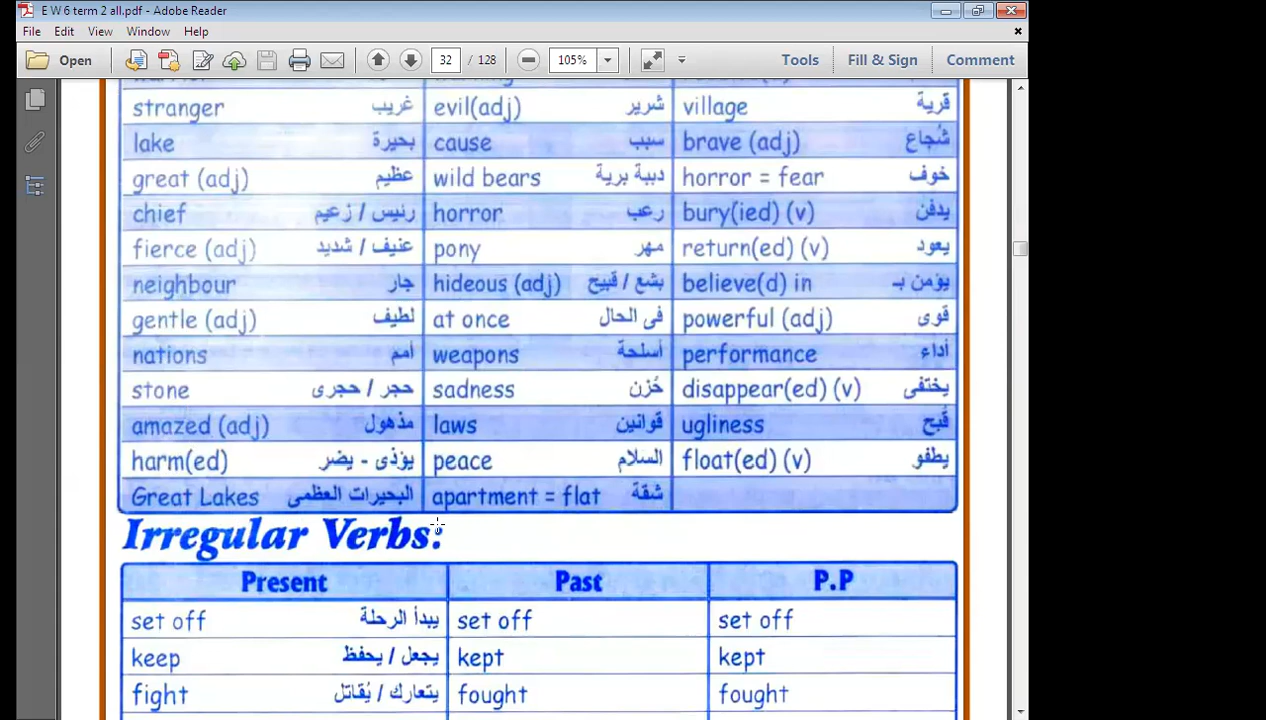 E W 6 term 2 all.pdf - Adobe Reader
File Edit View Window Help
Open 32 / 128 105% Tools Fill & Sign Comment
stranger غريب evil(adj) شرير village قرية
lake بحيرة cause سبب brave (adj) شُجاع
great (adj) عظيم wild bears دببة برية horror = fear خوف
chief رئيس / زعيم horror رعب bury(ied) (v) يدفن
fierce (adj) عنيف / شديد pony مهر return(ed) (v) يعود
neighbour جار hideous (adj) بشع / قبيح believe(d) in يؤمن بـ
gentle (adj) لطيف at once فى الحال powerful (adj) قوى
nations أمم weapons أسلحة performance أداء
stone حجر / حجرى sadness حُزن disappear(ed) (v) يختفى
amazed (adj) مذهول laws قوانين ugliness قُبح
harm(ed) يؤذى - يضر peace السلام float(ed) (v) يطفو
Great Lakes البحيرات العظمى apartment = flat شقة
Irregular Verbs:
Present Past P.P
set off يبدأ الرحلة set off set off
keep يجعل / يحفظ kept kept
fight يتعارك / يُقاتل fought fought